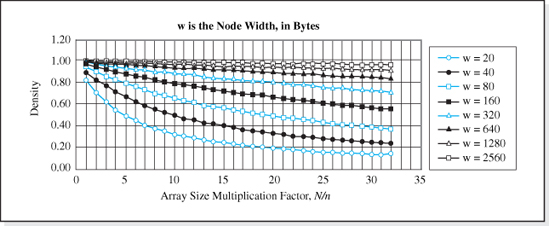 w is the Node Width, in Bytes
1.20
1.00
0.80
0.60
0.40
0.20
0.00
Density
0 5 10 15 20 25 30 35
Array Size Multiplication Factor, N/n
w = 20
w = 40
w = 80
w = 160
w = 320
w = 640
w = 1280
w = 2560